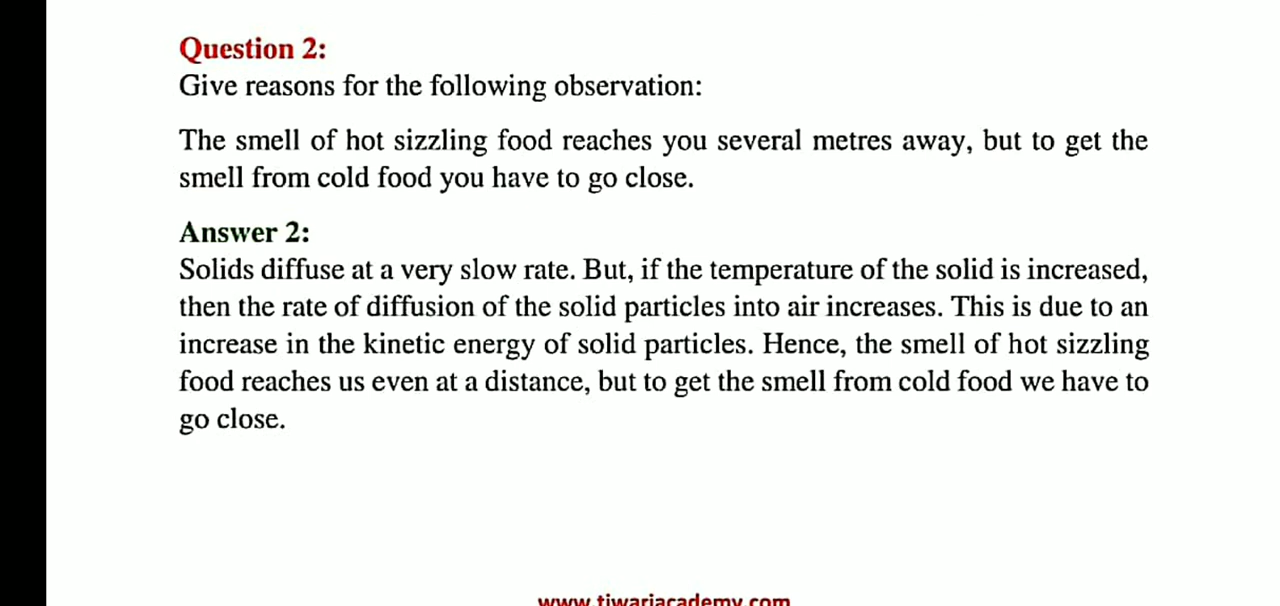 Question 2:
Give reasons for the following observation:
The smell of hot sizzling food reaches you several metres away, but to get the
smell from cold food you have to go close.
Answer 2:
Solids diffuse at a very slow rate. But, if the temperature of the solid is increased,
then the rate of diffusion of the solid particles into air increases. This is due to an
increase in the kinetic energy of solid particles. Hence, the smell of hot sizzling
food reaches us even at a distance, but to get the smell from cold food we have to
go close.
www.tiwariacademy.com